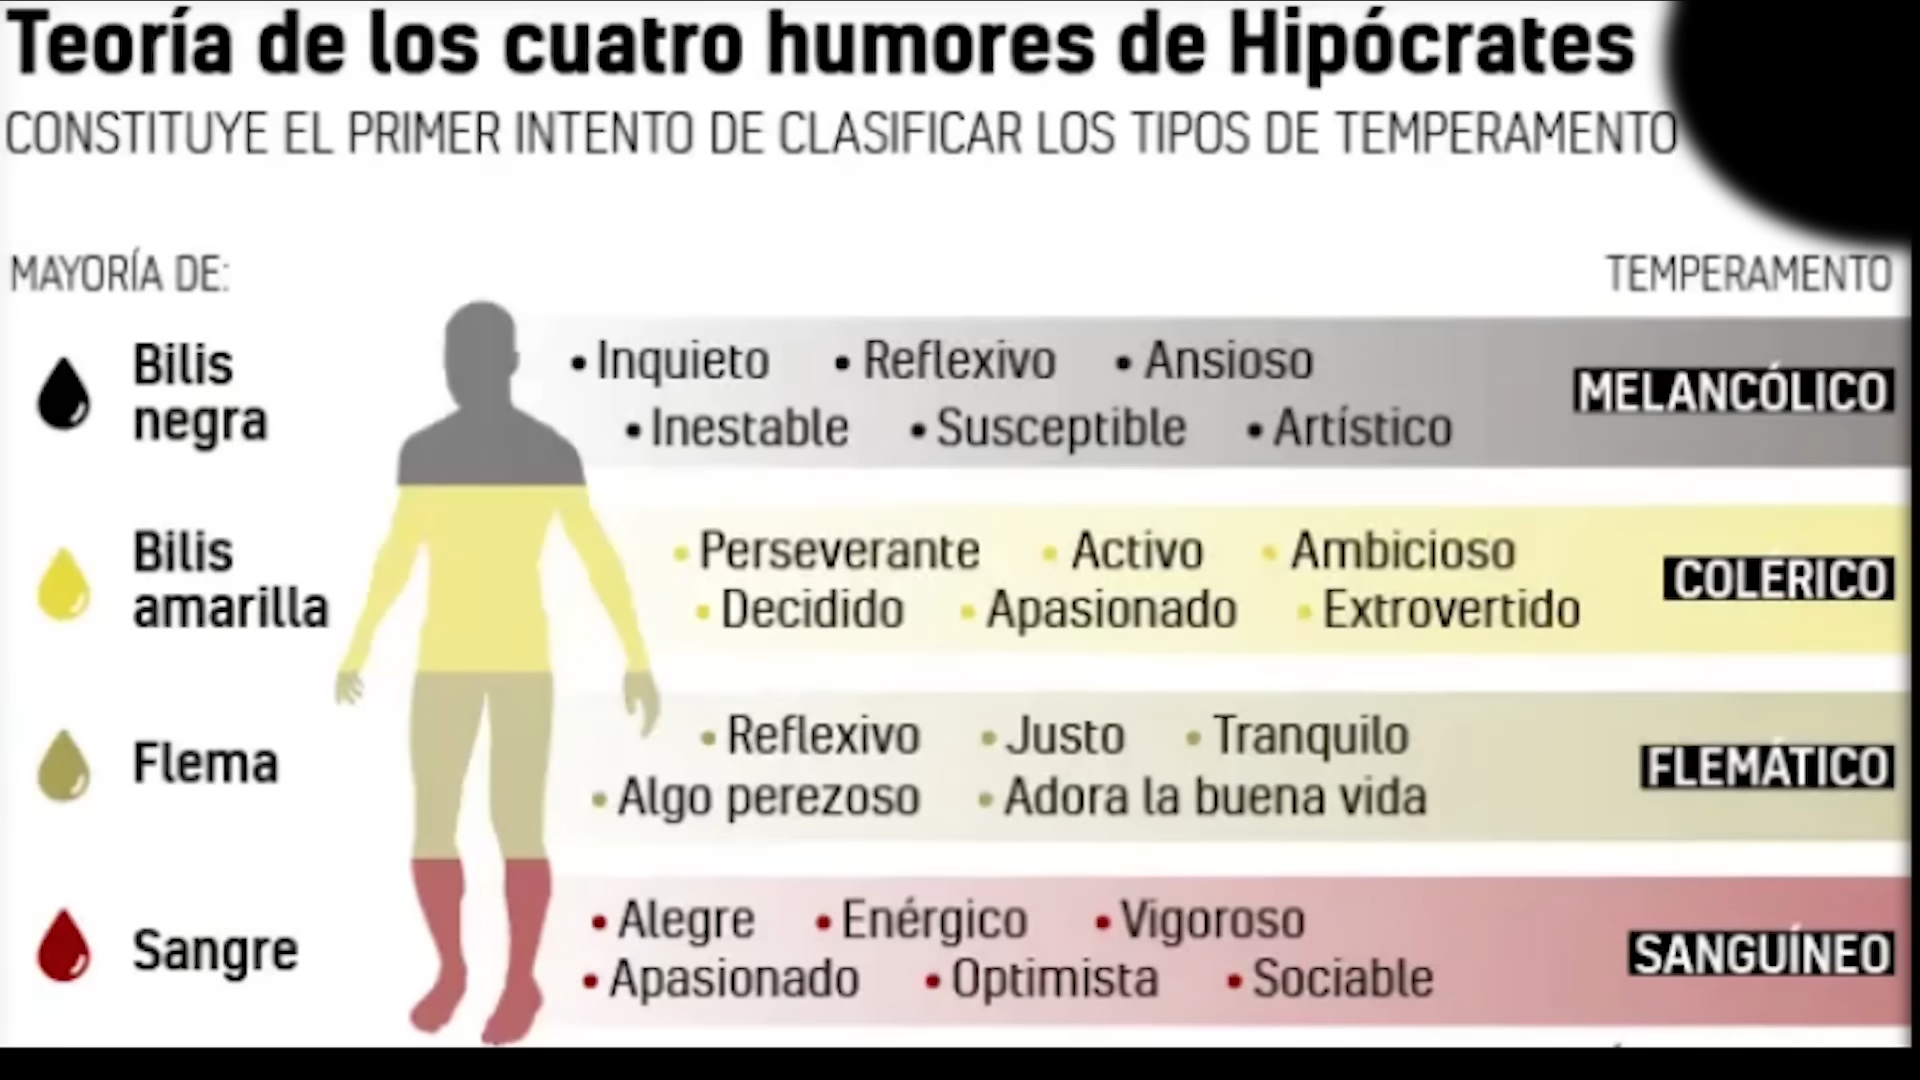 Teoría de los cuatro humores de Hipócrates
CONSTITUYE EL PRIMER INTENTO DE CLASIFICAR LOS TIPOS DE TEMPERAMENTO
MAYORÍA DE:
TEMPERAMENTO
Bilis
negra
• Inquieto • Reflexivo • Ansioso
• Inestable • Susceptible • Artístico
MELANCÓLICO
Bilis
amarilla
• Perseverante • Activo • Ambicioso
• Decidido • Apasionado • Extrovertido
COLÉRICO
Flema
• Reflexivo • Justo • Tranquilo
• Algo perezoso • Adora la buena vida
FLEMÁTICO
Sangre
• Alegre • Enérgico • Vigoroso
• Apasionado • Optimista • Sociable
SANGUÍNEO